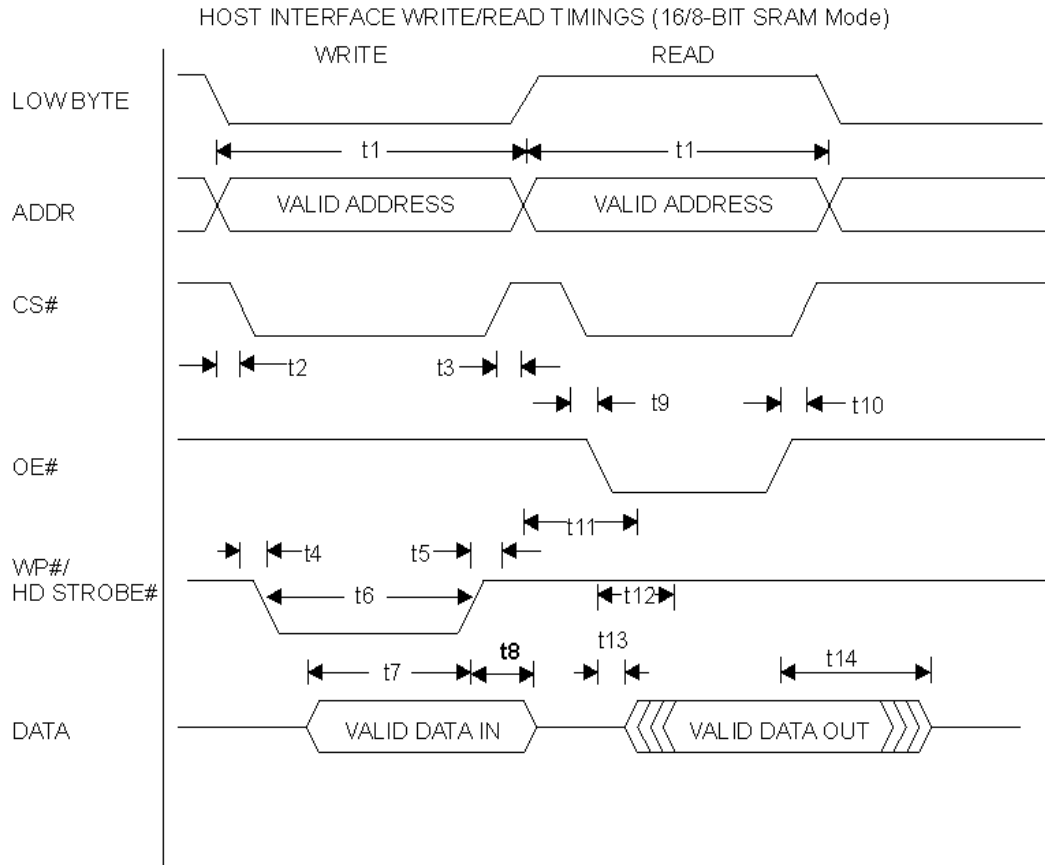 HOST INTERFACE WRITE/READ TIMINGS (16/8-BIT SRAM Mode)
WRITE READ
LOW BYTE
t1 t1
ADDR VALID ADDRESS VALID ADDRESS
CS#
t2 t3
t9 t10
OE#
t11
t4 t5
WP#/
HD STROBE#
t6 t12
t13
t7 t8 t14
DATA VALID DATA IN VALID DATA OUT